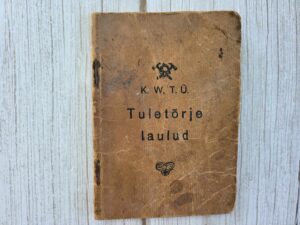 K. W. T. Ü.
Tuletõrje
laulud